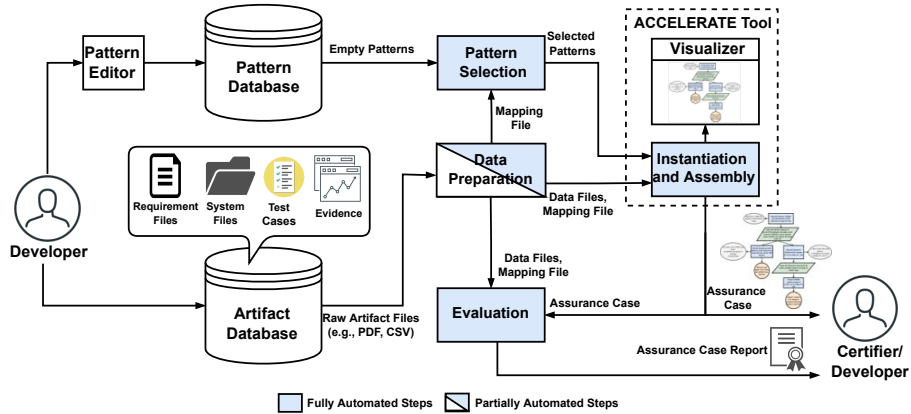 ACCELERATE Tool
Visualizer
Pattern
Editor
Pattern
Database
Empty Patterns
Pattern
Selection
Selected
Patterns
Mapping
File
Data
Preparation
Instantiation
and Assembly
Data Files,
Mapping File
Requirement
Files
System
Files
Test
Cases
Evidence
Developer
Artifact
Database
Raw Artifact Files
(e.g., PDF, CSV)
Data Files,
Mapping File
Evaluation
Assurance Case
Assurance
Case
Assurance Case Report
Certifier/
Developer
Fully Automated Steps
Partially Automated Steps